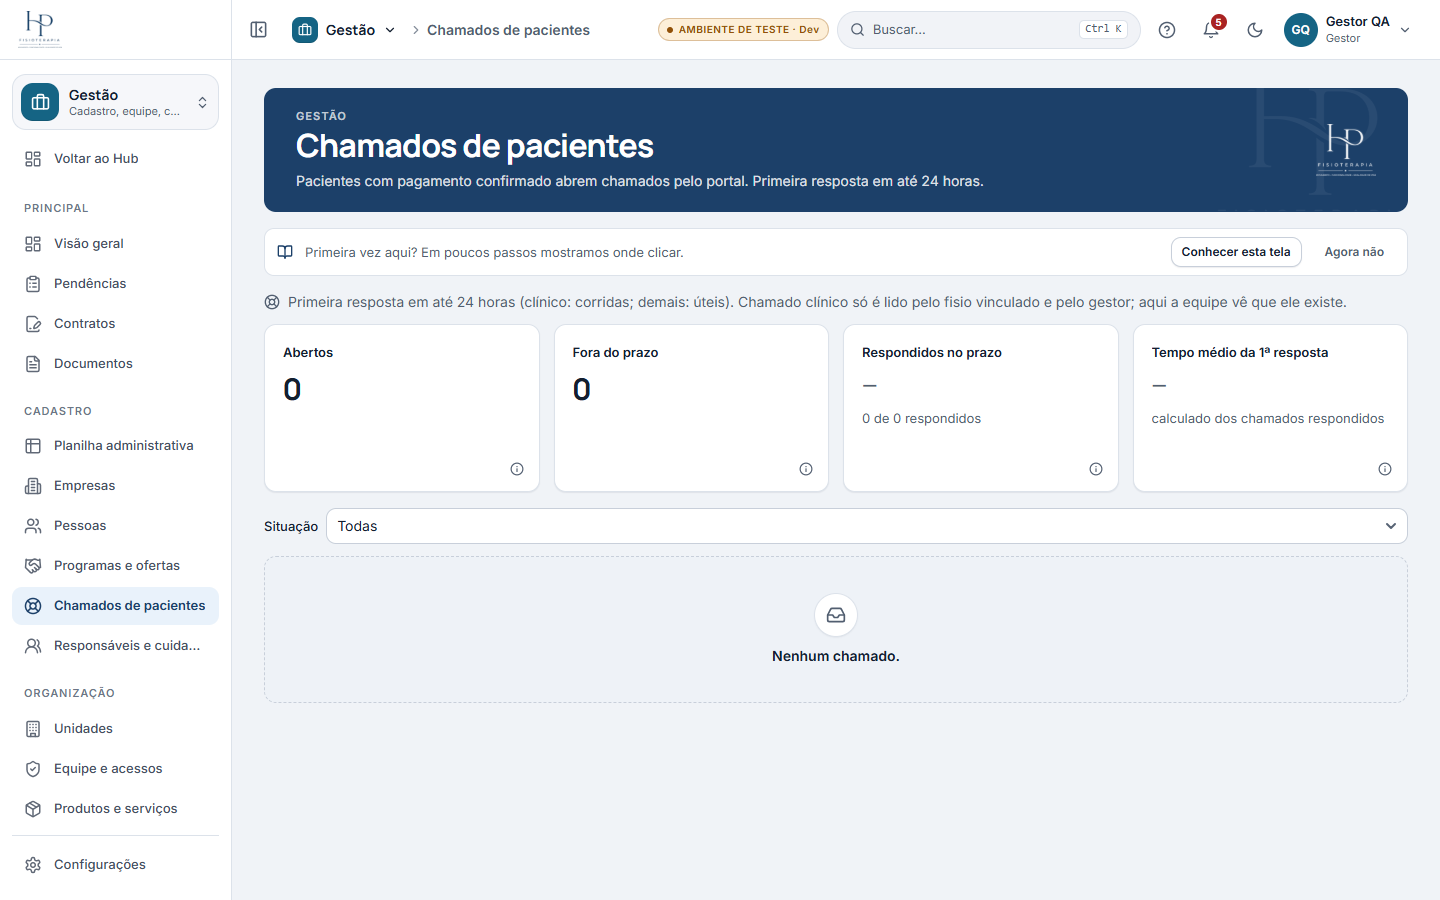 HP
FISIOTERAPIA
Gestão
Chamados de pacientes
AMBIENTE DE TESTE · Dev
Buscar...
Ctrl K
5
GQ
Gestor QA
Gestor
Gestão
Cadastro, equipe, c...
Voltar ao Hub
PRINCIPAL
Visão geral
Pendências
Contratos
Documentos
CADASTRO
Planilha administrativa
Empresas
Pessoas
Programas e ofertas
Chamados de pacientes
Responsáveis e cuida...
ORGANIZAÇÃO
Unidades
Equipe e acessos
Produtos e serviços
Configurações
GESTÃO
Chamados de pacientes
Pacientes com pagamento confirmado abrem chamados pelo portal. Primeira resposta em até 24 horas.
HP
FISIOTERAPIA
Primeira vez aqui? Em poucos passos mostramos onde clicar.
Conhecer esta tela
Agora não
Primeira resposta em até 24 horas (clínico: corridas; demais: úteis). Chamado clínico só é lido pelo fisio vinculado e pelo gestor; aqui a equipe vê que ele existe.
Abertos
0
Fora do prazo
0
Respondidos no prazo
—
0 de 0 respondidos
Tempo médio da 1ª resposta
—
calculado dos chamados respondidos
Situação
Todas
Nenhum chamado.